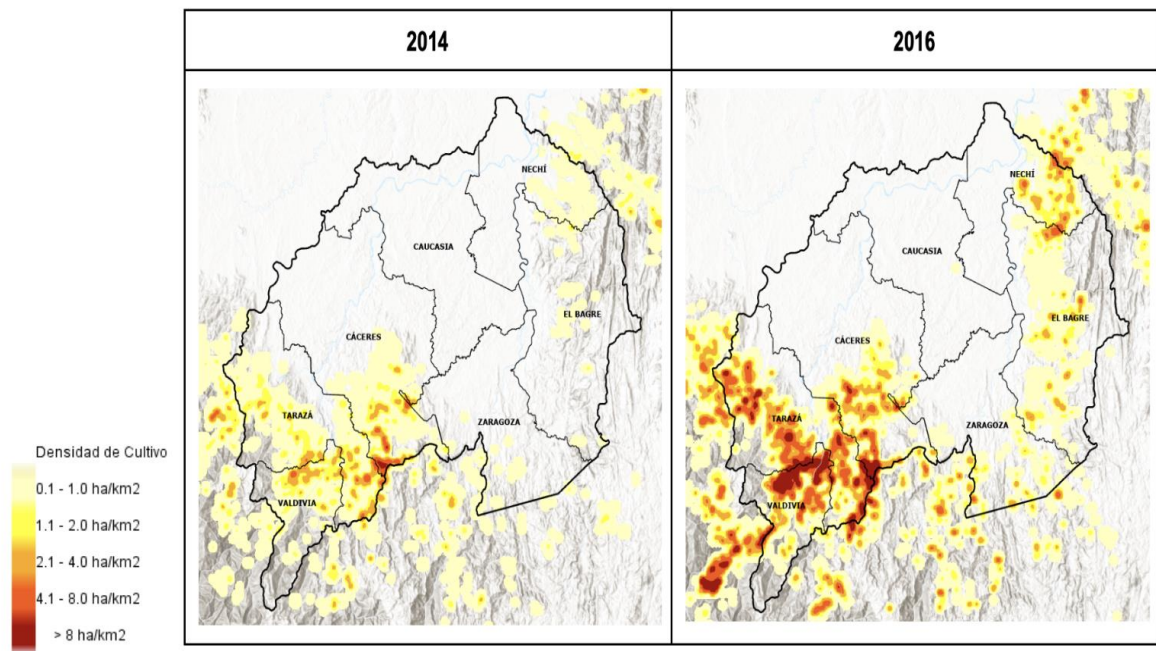 2014
2016
NECHÍ
CAUCASIA
EL BAGRE
CÁCERES
TARAZÁ
ZARAGOZA
VALDIVIA
NECHÍ
CAUCASIA
EL BAGRE
CÁCERES
TARAZÁ
ZARAGOZA
VALDIVIA
Densidad de Cultivo
0.1 - 1.0 ha/km2
1.1 - 2.0 ha/km2
2.1 - 4.0 ha/km2
4.1 - 8.0 ha/km2
> 8 ha/km2